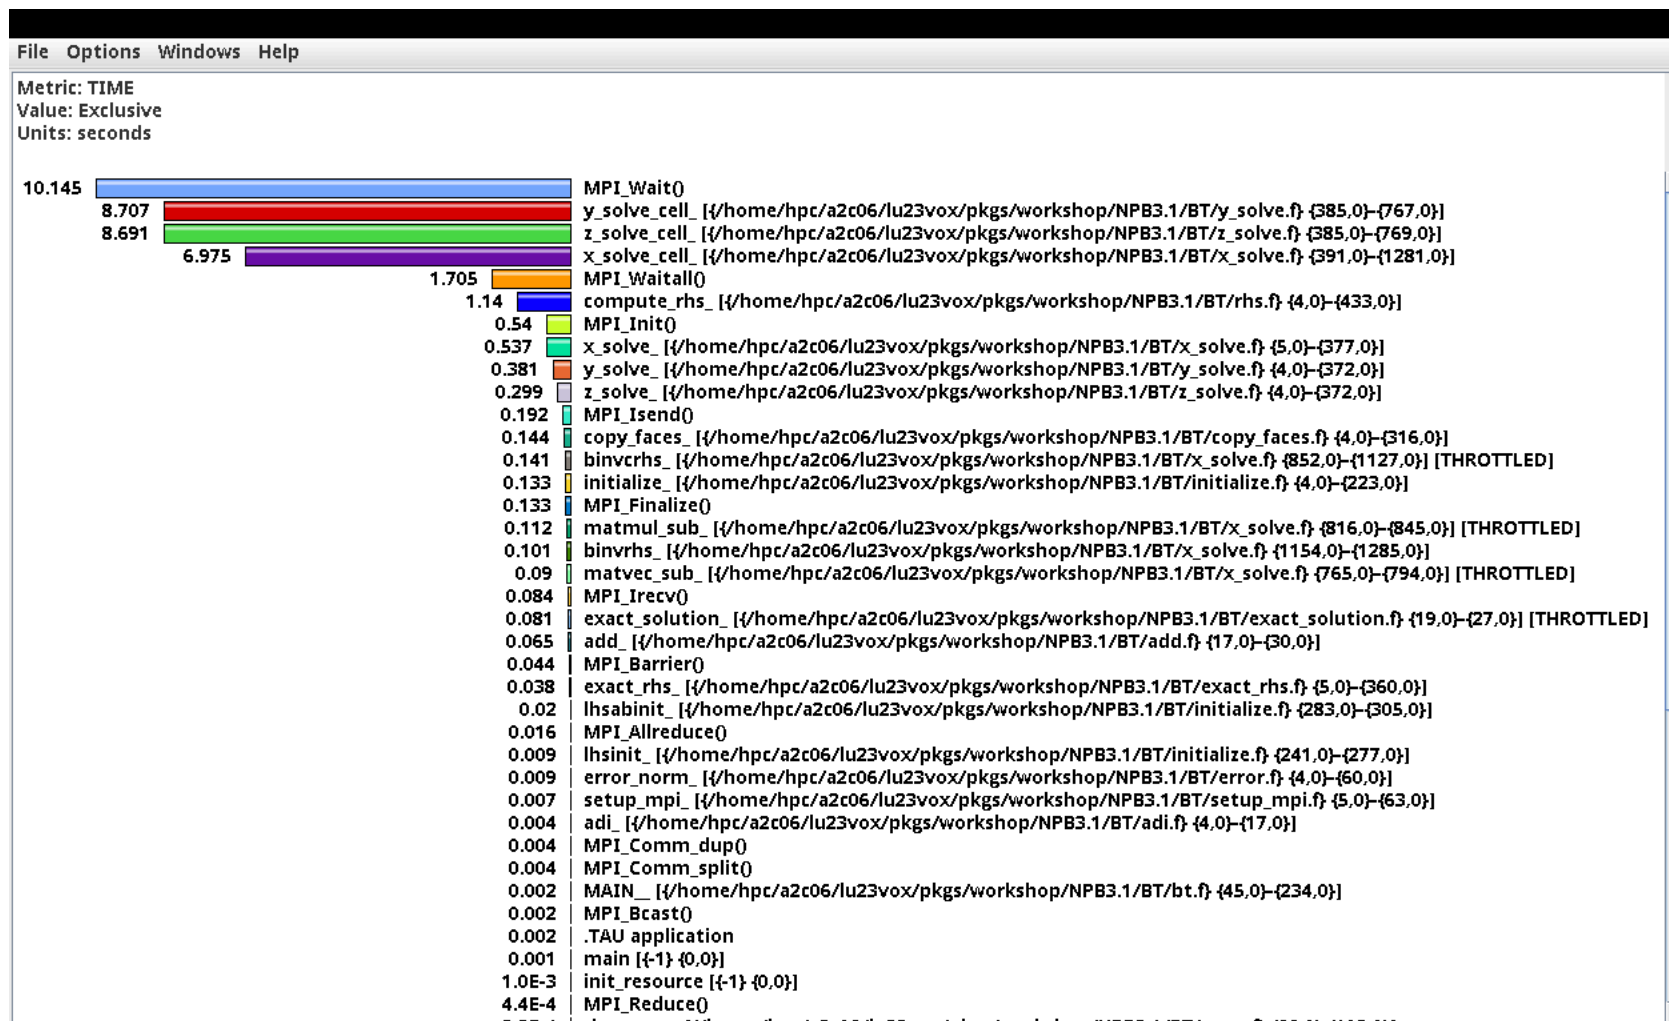 File Options Windows Help
Metric: TIME
Value: Exclusive
Units: seconds
10.145 MPI_Wait()
8.707 y_solve_cell_ [{/home/hpc/a2c06/lu23vox/pkgs/workshop/NPB3.1/BT/y_solve.f} {385,0}-{767,0}]
8.691 z_solve_cell_ [{/home/hpc/a2c06/lu23vox/pkgs/workshop/NPB3.1/BT/z_solve.f} {385,0}-{769,0}]
6.975 x_solve_cell_ [{/home/hpc/a2c06/lu23vox/pkgs/workshop/NPB3.1/BT/x_solve.f} {391,0}-{1281,0}]
1.705 MPI_Waitall()
1.14 compute_rhs_ [{/home/hpc/a2c06/lu23vox/pkgs/workshop/NPB3.1/BT/rhs.f} {4,0}-{433,0}]
0.54 MPI_Init()
0.537 x_solve_ [{/home/hpc/a2c06/lu23vox/pkgs/workshop/NPB3.1/BT/x_solve.f} {5,0}-{377,0}]
0.381 y_solve_ [{/home/hpc/a2c06/lu23vox/pkgs/workshop/NPB3.1/BT/y_solve.f} {4,0}-{372,0}]
0.299 z_solve_ [{/home/hpc/a2c06/lu23vox/pkgs/workshop/NPB3.1/BT/z_solve.f} {4,0}-{372,0}]
0.192 MPI_Isend()
0.144 copy_faces_ [{/home/hpc/a2c06/lu23vox/pkgs/workshop/NPB3.1/BT/copy_faces.f} {4,0}-{316,0}]
0.141 binvcrhs_ [{/home/hpc/a2c06/lu23vox/pkgs/workshop/NPB3.1/BT/x_solve.f} {852,0}-{1127,0}] [THROTTLED]
0.133 initialize_ [{/home/hpc/a2c06/lu23vox/pkgs/workshop/NPB3.1/BT/initialize.f} {4,0}-{223,0}]
0.133 MPI_Finalize()
0.112 matmul_sub_ [{/home/hpc/a2c06/lu23vox/pkgs/workshop/NPB3.1/BT/x_solve.f} {816,0}-{845,0}] [THROTTLED]
0.101 binvrhs_ [{/home/hpc/a2c06/lu23vox/pkgs/workshop/NPB3.1/BT/x_solve.f} {1154,0}-{1285,0}]
0.09 matvec_sub_ [{/home/hpc/a2c06/lu23vox/pkgs/workshop/NPB3.1/BT/x_solve.f} {765,0}-{794,0}] [THROTTLED]
0.084 MPI_Irecv()
0.081 exact_solution_ [{/home/hpc/a2c06/lu23vox/pkgs/workshop/NPB3.1/BT/exact_solution.f} {19,0}-{27,0}] [THROTTLED]
0.065 add_ [{/home/hpc/a2c06/lu23vox/pkgs/workshop/NPB3.1/BT/add.f} {17,0}-{30,0}]
0.044 MPI_Barrier()
0.038 exact_rhs_ [{/home/hpc/a2c06/lu23vox/pkgs/workshop/NPB3.1/BT/exact_rhs.f} {5,0}-{360,0}]
0.02 lhsabinit_ [{/home/hpc/a2c06/lu23vox/pkgs/workshop/NPB3.1/BT/initialize.f} {283,0}-{305,0}]
0.016 MPI_Allreduce()
0.009 lhsinit_ [{/home/hpc/a2c06/lu23vox/pkgs/workshop/NPB3.1/BT/initialize.f} {241,0}-{277,0}]
0.009 error_norm_ [{/home/hpc/a2c06/lu23vox/pkgs/workshop/NPB3.1/BT/error.f} {4,0}-{60,0}]
0.007 setup_mpi_ [{/home/hpc/a2c06/lu23vox/pkgs/workshop/NPB3.1/BT/setup_mpi.f} {5,0}-{63,0}]
0.004 adi_ [{/home/hpc/a2c06/lu23vox/pkgs/workshop/NPB3.1/BT/adi.f} {4,0}-{17,0}]
0.004 MPI_Comm_dup()
0.004 MPI_Comm_split()
0.002 MAIN__ [{/home/hpc/a2c06/lu23vox/pkgs/workshop/NPB3.1/BT/bt.f} {45,0}-{234,0}]
0.002 MPI_Bcast()
0.002 .TAU application
0.001 main [{-1} {0,0}]
1.0E-3 init_resource [{-1} {0,0}]
4.4E-4 MPI_Reduce()